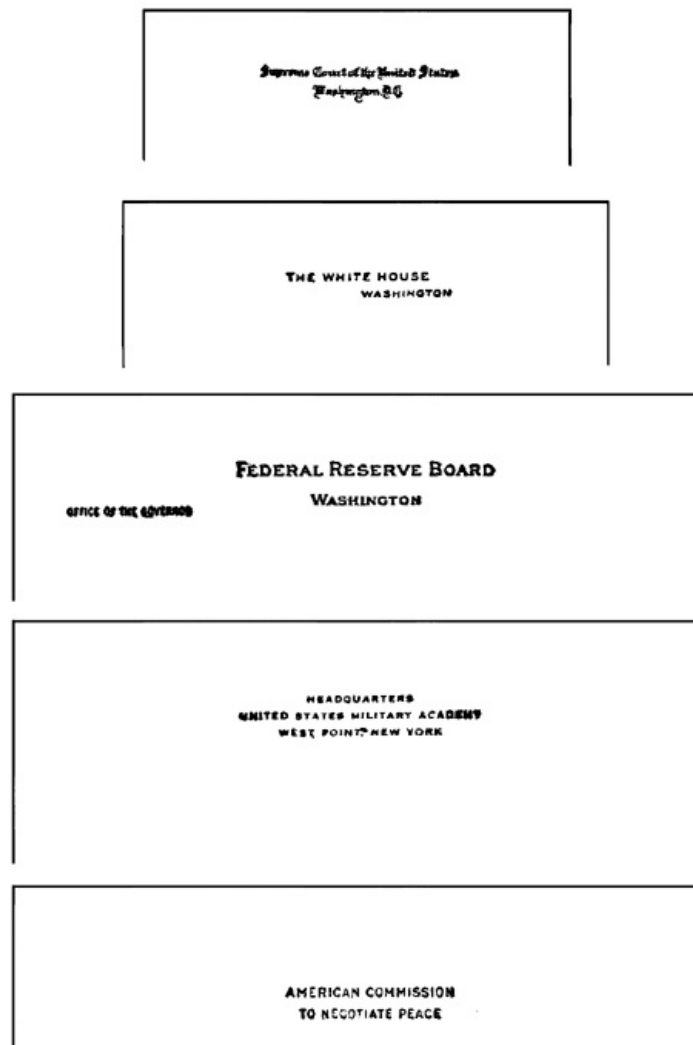 Supreme Court of the United States
Washington, D.C.
THE WHITE HOUSE
WASHINGTON
FEDERAL RESERVE BOARD
WASHINGTON
OFFICE OF THE GOVERNOR
HEADQUARTERS
UNITED STATES MILITARY ACADEMY
WEST POINT, NEW YORK
AMERICAN COMMISSION
TO NEGOTIATE PEACE